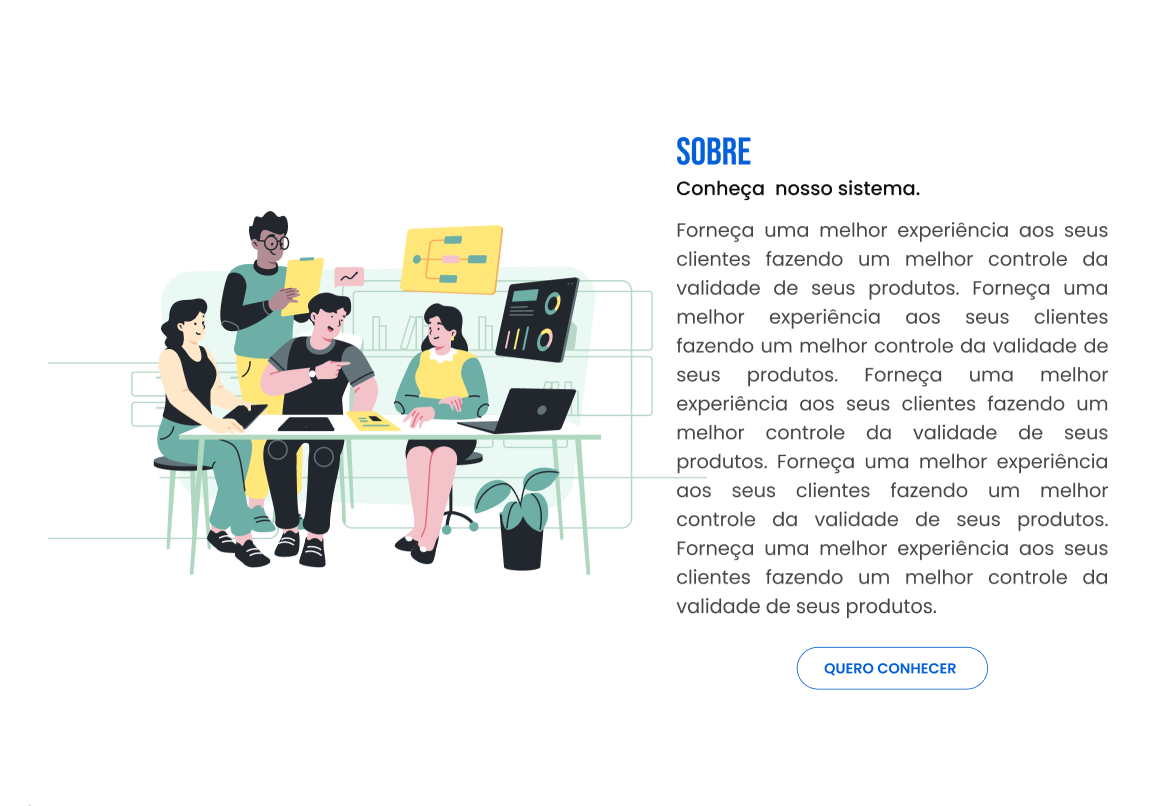 SOBRE
Conheça nosso sistema.
Forneça uma melhor experiência aos seus
clientes fazendo um melhor controle da
validade de seus produtos. Forneça uma
melhor experiência aos seus clientes
fazendo um melhor controle da validade de
seus produtos. Forneça uma melhor
experiência aos seus clientes fazendo um
melhor controle da validade de seus
produtos. Forneça uma melhor experiência
aos seus clientes fazendo um melhor
controle da validade de seus produtos.
Forneça uma melhor experiência aos seus
clientes fazendo um melhor controle da
validade de seus produtos.
QUERO CONHECER